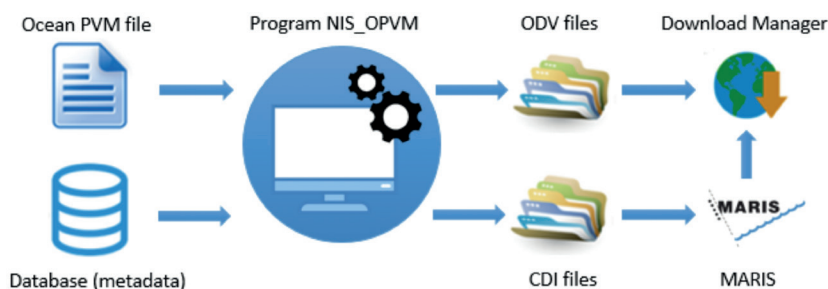 Ocean PVM file
Program NIS_OPVM
ODV files
Download Manager
MARIS
Database (metadata)
CDI files
MARIS